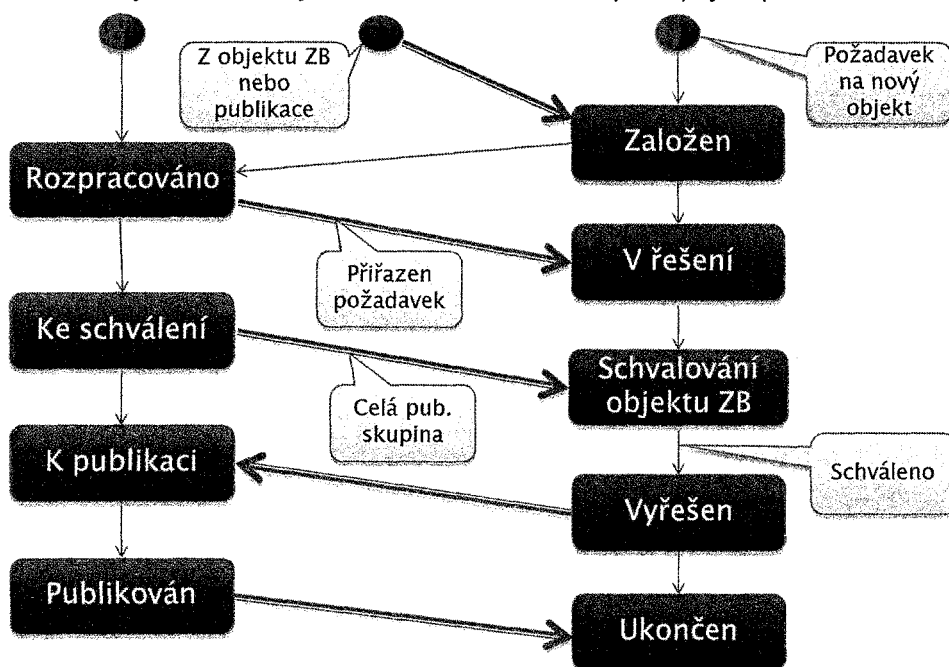 Z objektu ZB
nebo
publikace
Požadavek
na nový
objekt
Založen
Rozpracováno
V řešení
Přiřazen
požadavek
Ke schválení
Schvalování
objektu ZB
Celá pub.
skupina
K publikaci
Schváleno
Vyřešen
Publikován
Ukončen